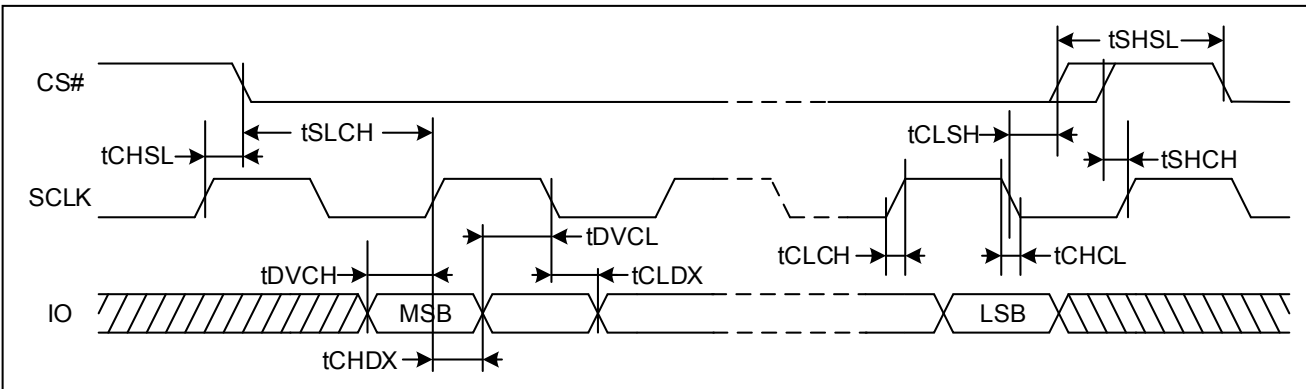 tSHSL
CS#
tSLCH
tCLSH
tCHSL
tSHCH
SCLK
tDVCL
tCLCH
tCHCL
tDVCH
tCLDX
IO
MSB
LSB
tCHDX